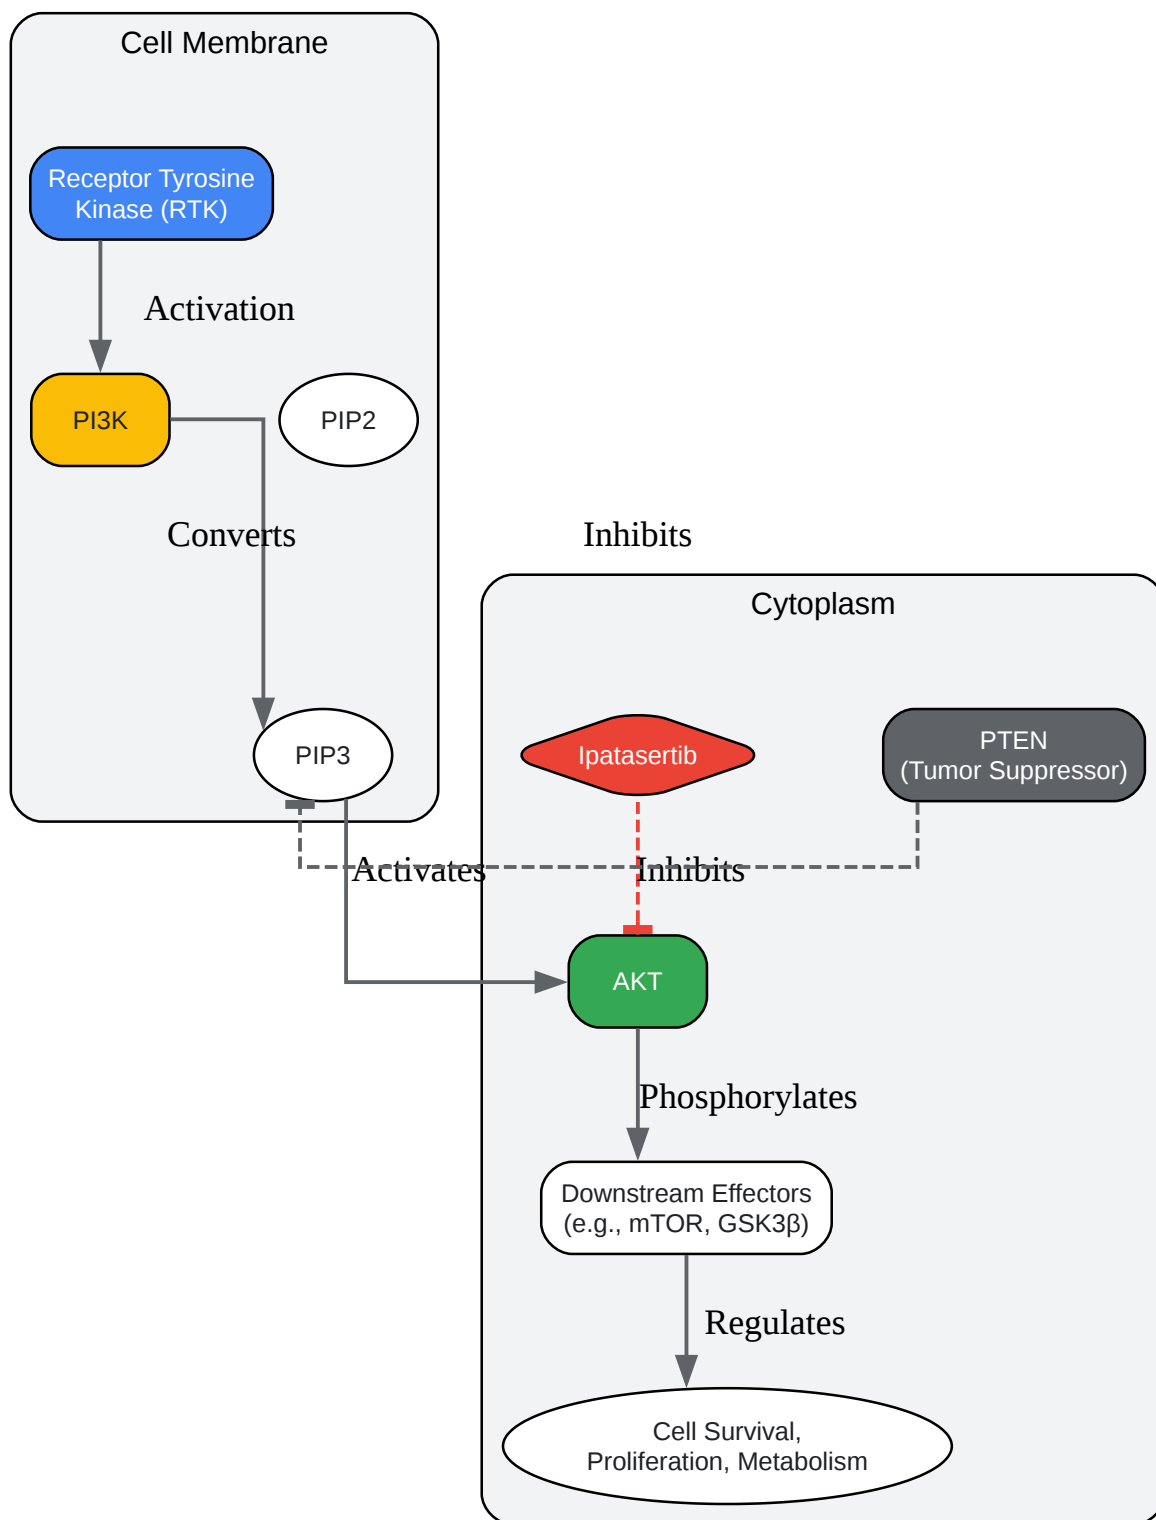 Cell Membrane
Receptor Tyrosine
Kinase (RTK)
Activation
PI3K
PIP2
Converts
Inhibits
Cytoplasm
PIP3
Ipatasertib
PTEN
(Tumor Suppressor)
Activates
Inhibits
AKT
Phosphorylates
Downstream Effectors
(e.g., mTOR, GSK3β)
Regulates
Cell Survival,
Proliferation, Metabolism